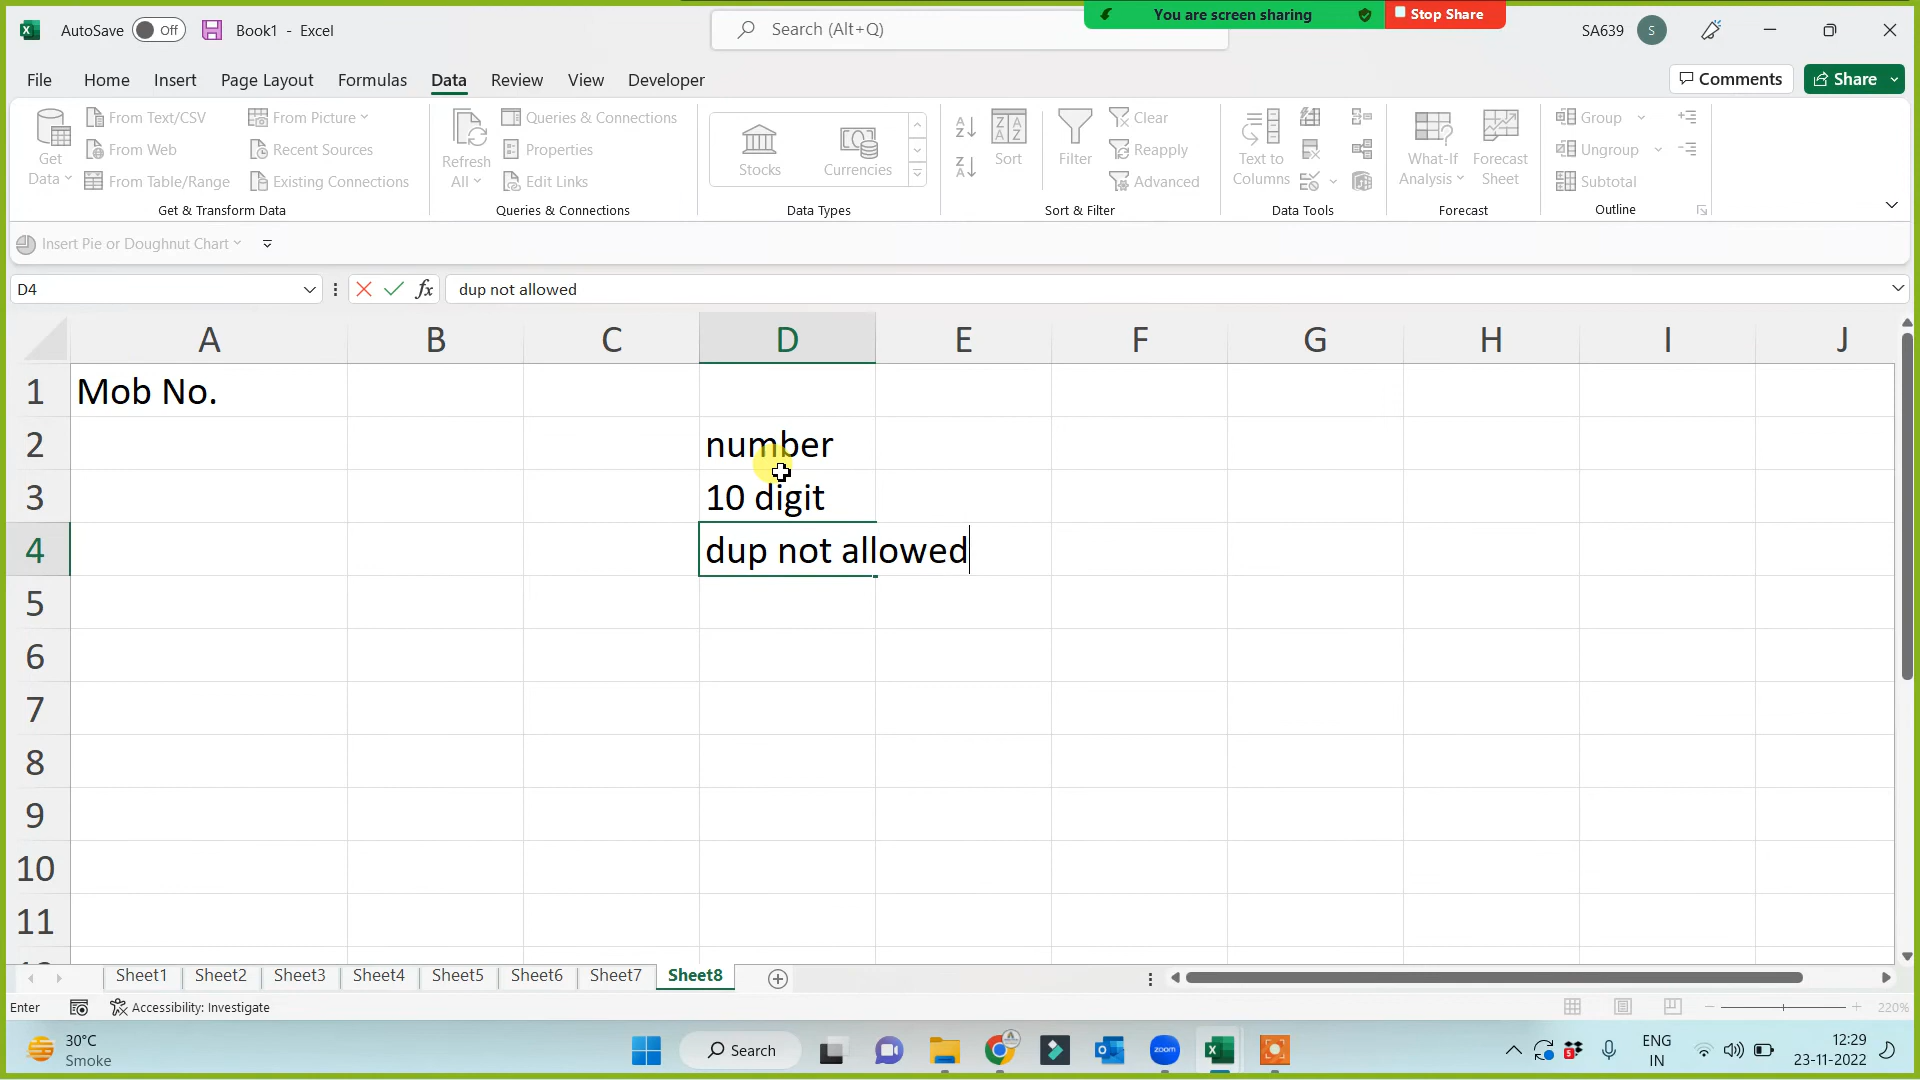 You are screen sharing
Stop Share
AutoSave Off Book1 - Excel
Search (Alt+Q)
SA639 S
File Home Insert Page Layout Formulas Data Review View Developer
Comments Share
Get Data
From Text/CSV
From Web
From Table/Range
From Picture
Recent Sources
Existing Connections
Get & Transform Data
Refresh All
Queries & Connections
Properties
Edit Links
Queries & Connections
Stocks Currencies
Data Types
Sort
Filter
Clear
Reapply
Advanced
Sort & Filter
Text to Columns
Data Tools
What-If Analysis
Forecast Sheet
Forecast
Group
Ungroup
Subtotal
Outline
Insert Pie or Doughnut Chart
D4 fx dup not allowed
A B C D E F G H I J
1 Mob No.
2 number
3 10 digit
4 dup not allowed
5
6
7
8
9
10
11
Sheet1 Sheet2 Sheet3 Sheet4 Sheet5 Sheet6 Sheet7 Sheet8
Enter Accessibility: Investigate 220%
30°C
Smoke
Search
zoom
ENG
IN
12:29
23-11-2022